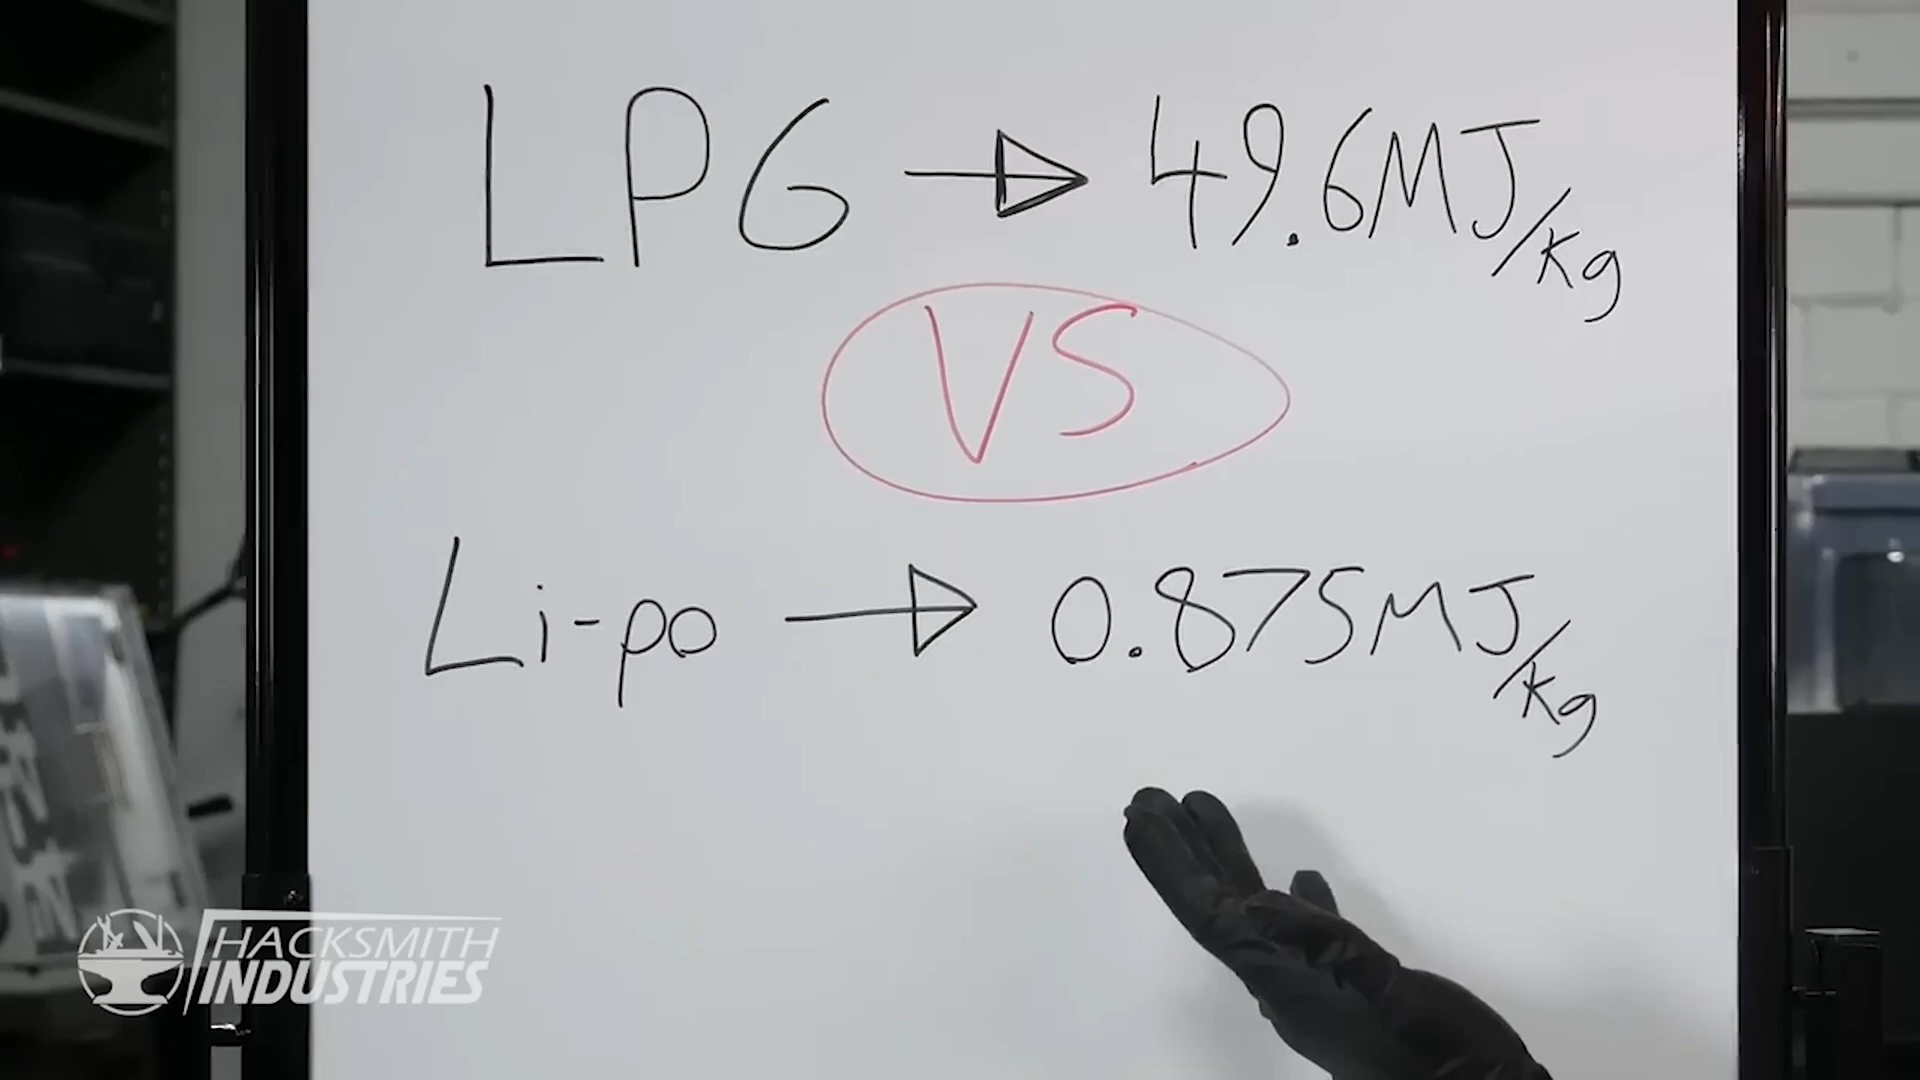 LPG → 49.6MJ/kg
VS
Li-po → 0.875MJ/kg
HACKSMITH
INDUSTRIES